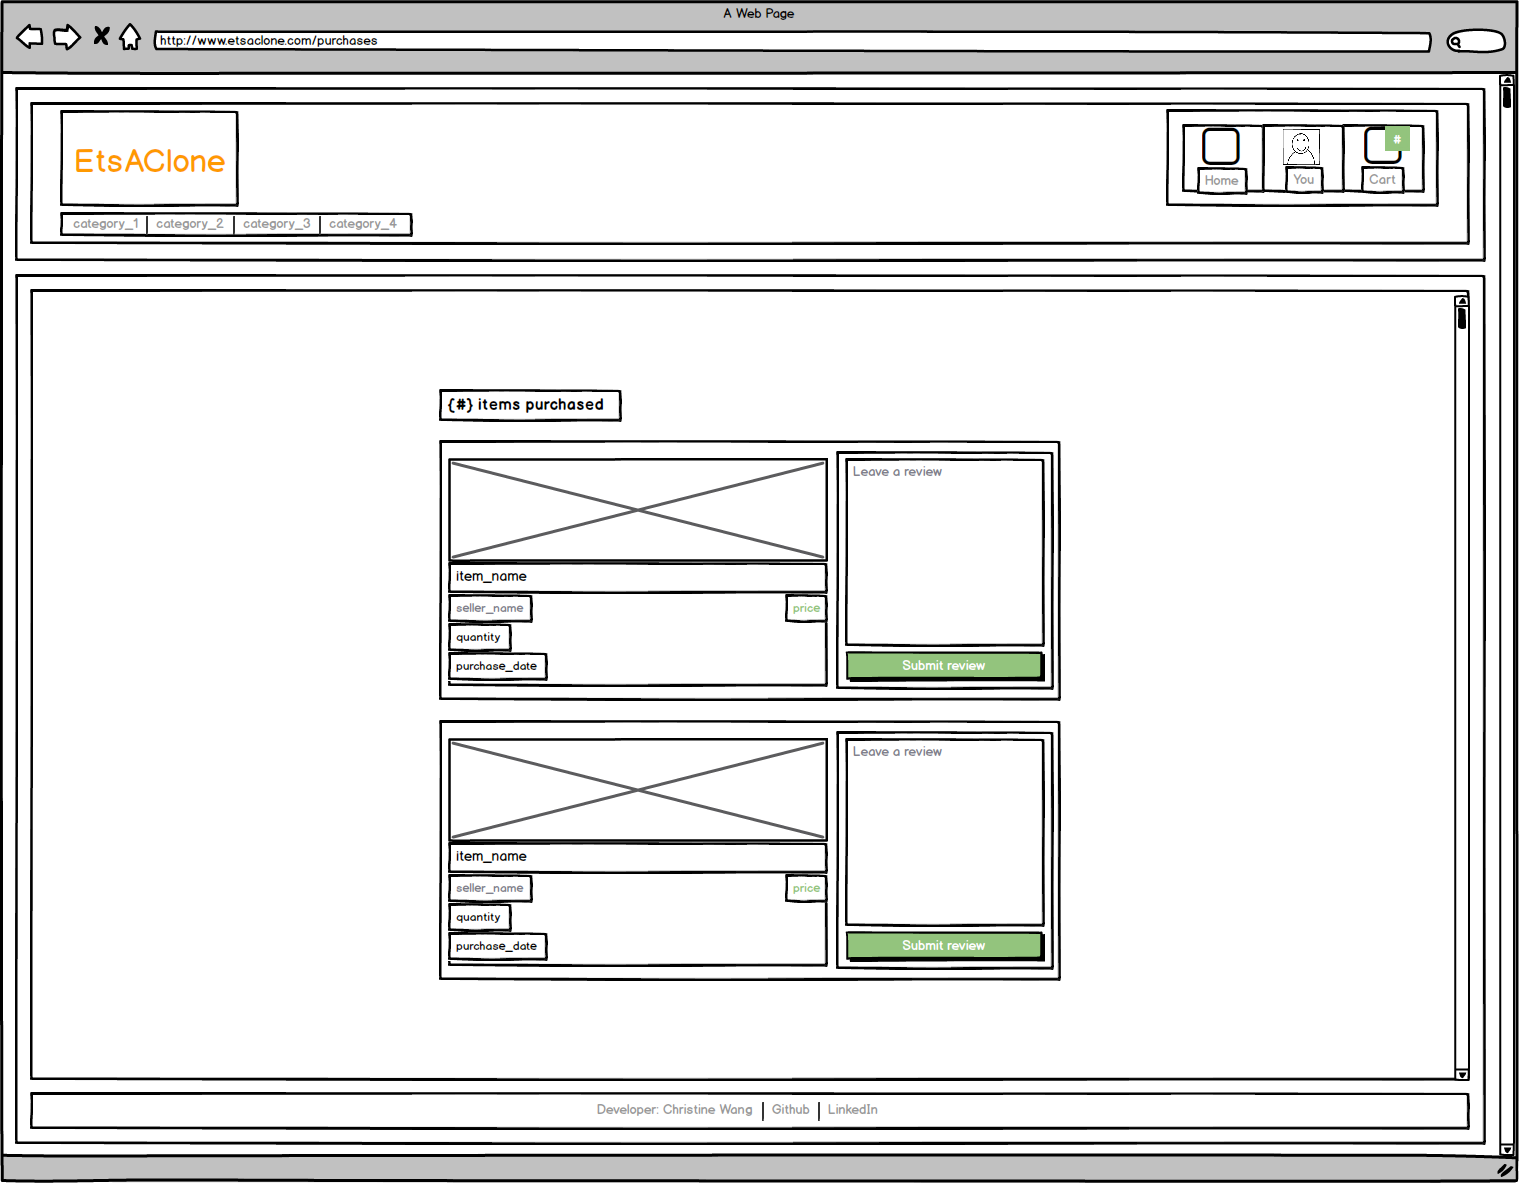 A Web Page
http://www.etsaclone.com/purchases
EtsAClone
#
Home
You
Cart
category_1
category_2
category_3
category_4
{#} items purchased
Leave a review
item_name
seller_name
price
quantity
purchase_date
Submit review
Leave a review
item_name
seller_name
price
quantity
purchase_date
Submit review
Developer: Christine Wang | Github | LinkedIn